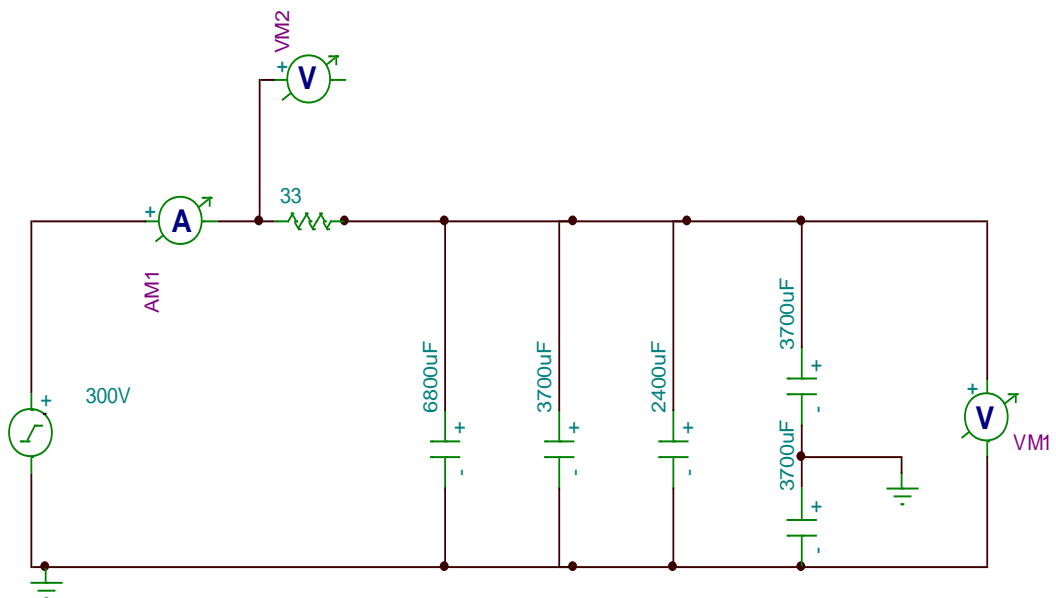 VM2
+
V
33
+
A
AM1
+
300V
6800uF
+
-
3700uF
+
-
2400uF
+
-
3700uF
+
-
3700uF
+
-
+
V
VM1